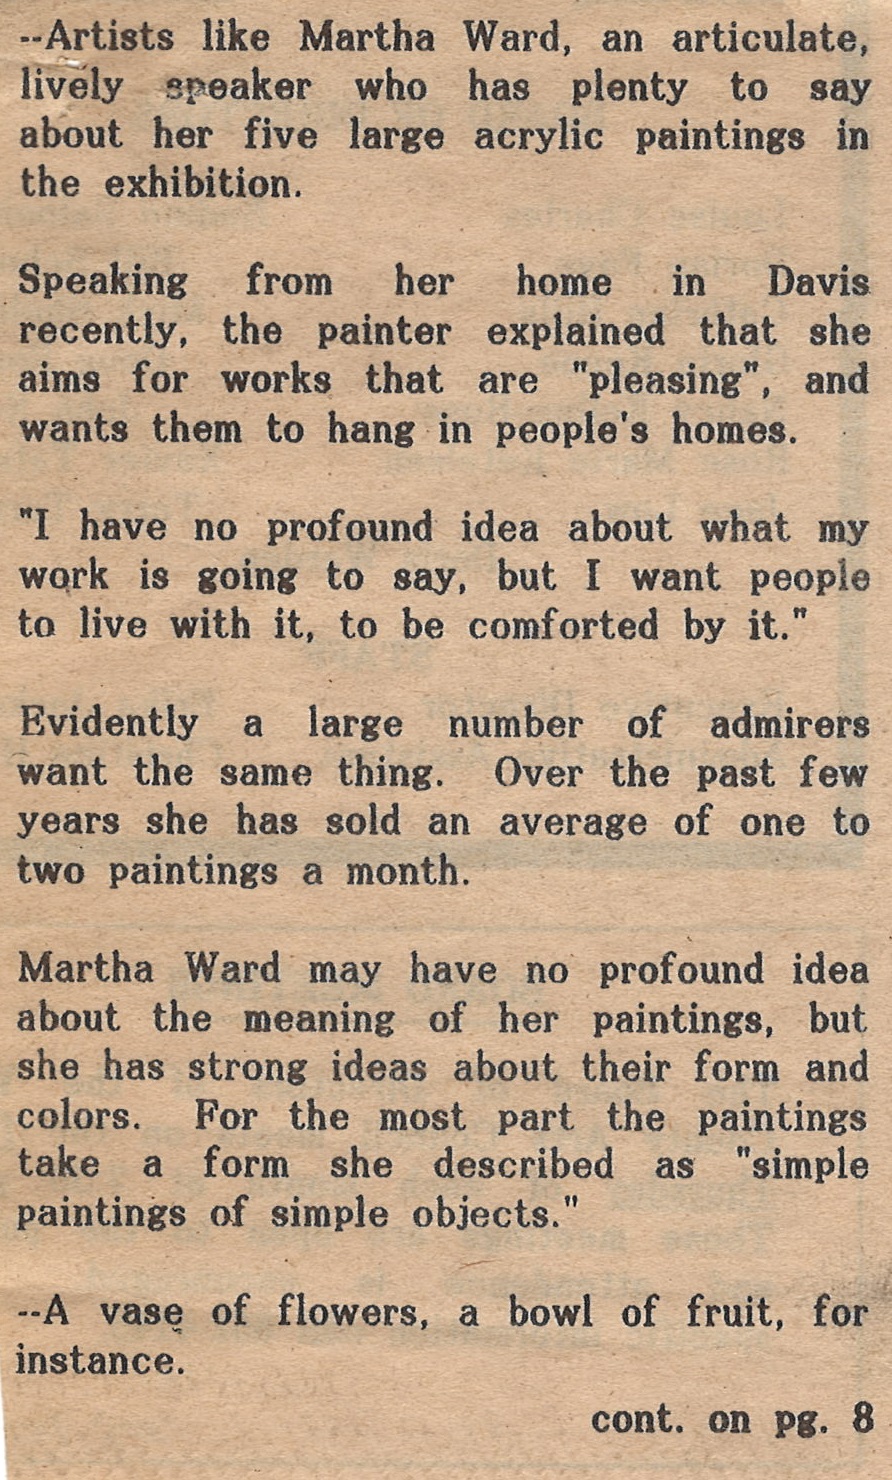 --Artists like Martha Ward, an articulate,
lively speaker who has plenty to say
about her five large acrylic paintings in
the exhibition.
Speaking from her home in Davis
recently, the painter explained that she
aims for works that are "pleasing", and
wants them to hang in people's homes.
"I have no profound idea about what my
work is going to say, but I want people
to live with it, to be comforted by it."
Evidently a large number of admirers
want the same thing. Over the past few
years she has sold an average of one to
two paintings a month.
Martha Ward may have no profound idea
about the meaning of her paintings, but
she has strong ideas about their form and
colors. For the most part the paintings
take a form she described as "simple
paintings of simple objects."
--A vase of flowers, a bowl of fruit, for
instance.
cont. on pg. 8